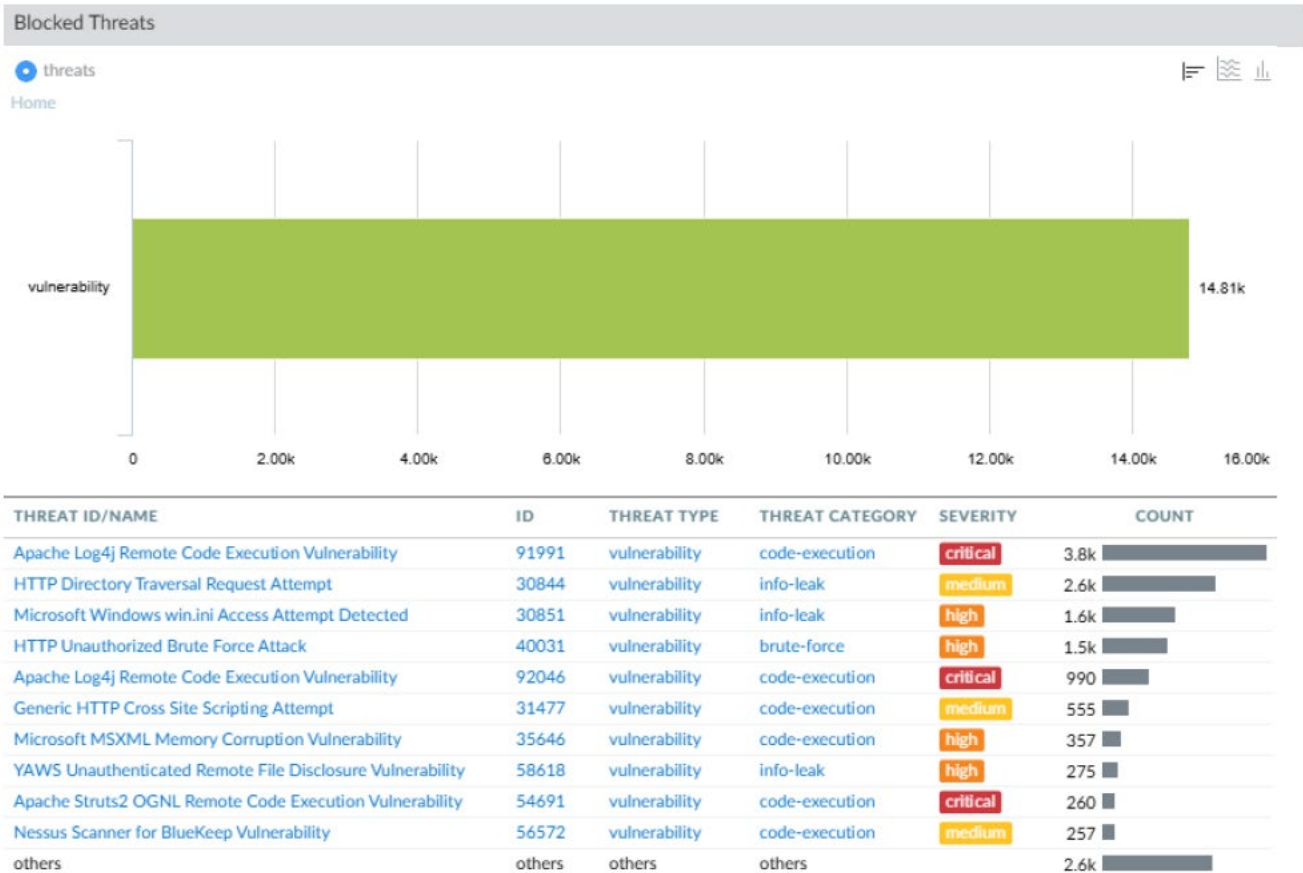 Blocked Threats
threats
Home
vulnerability
14.81k
0 2.00k 4.00k 6.00k 8.00k 10.00k 12.00k 14.00k 16.00k
THREAT ID/NAME ID THREAT TYPE THREAT CATEGORY SEVERITY COUNT
Apache Log4j Remote Code Execution Vulnerability 91991 vulnerability code-execution critical 3.8k
HTTP Directory Traversal Request Attempt 30844 vulnerability info-leak medium 2.6k
Microsoft Windows win.ini Access Attempt Detected 30851 vulnerability info-leak high 1.6k
HTTP Unauthorized Brute Force Attack 40031 vulnerability brute-force high 1.5k
Apache Log4j Remote Code Execution Vulnerability 92046 vulnerability code-execution critical 990
Generic HTTP Cross Site Scripting Attempt 31477 vulnerability code-execution medium 555
Microsoft MSXML Memory Corruption Vulnerability 35646 vulnerability code-execution high 357
YAWS Unauthenticated Remote File Disclosure Vulnerability 58618 vulnerability info-leak high 275
Apache Struts2 OGNL Remote Code Execution Vulnerability 54691 vulnerability code-execution critical 260
Nessus Scanner for BlueKeep Vulnerability 56572 vulnerability code-execution medium 257
others others others others 2.6k